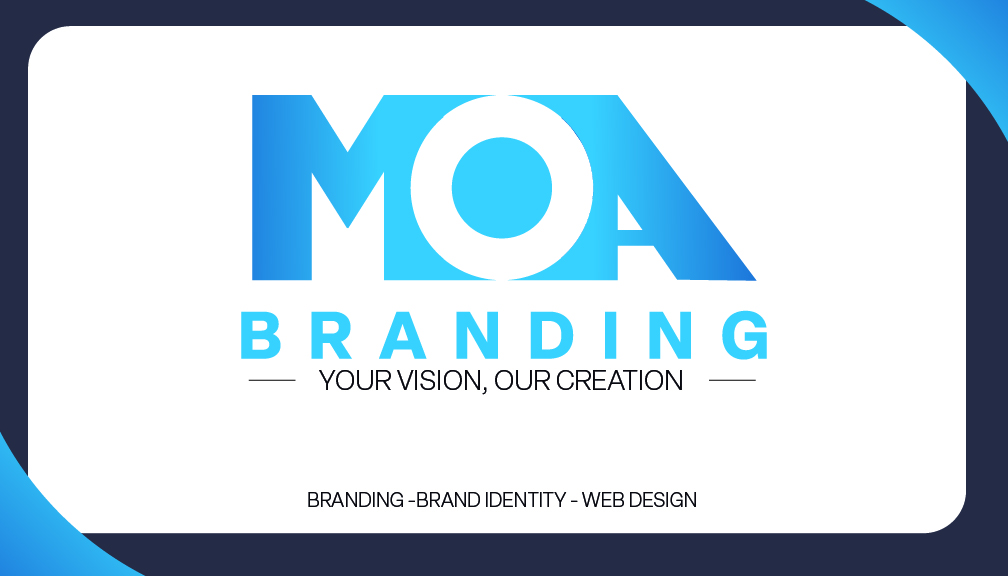 MOA
BRANDING
YOUR VISION, OUR CREATION
BRANDING -BRAND IDENTITY - WEB DESIGN